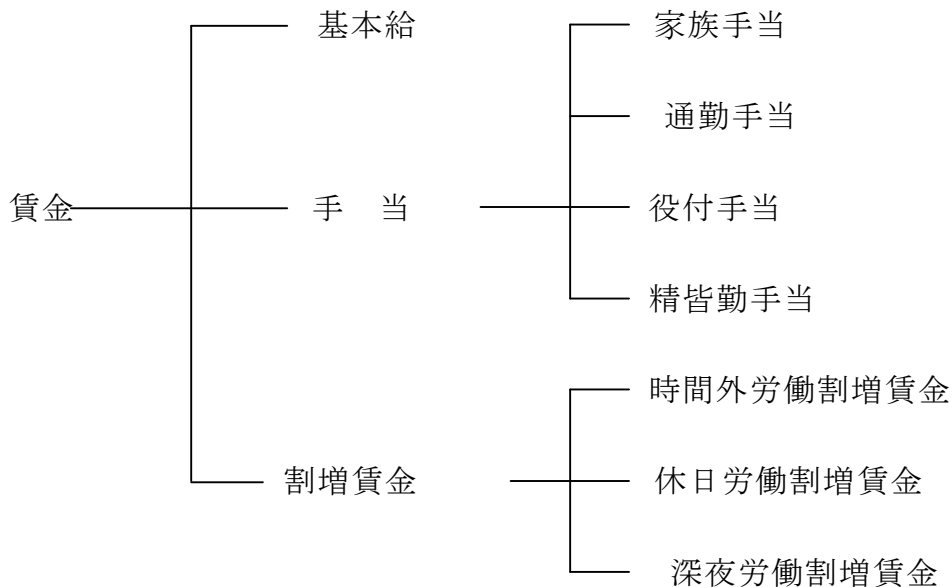 賃金
基本給
手　当
家族手当
通勤手当
役付手当
精皆勤手当
割増賃金
時間外労働割増賃金
休日労働割増賃金
深夜労働割増賃金